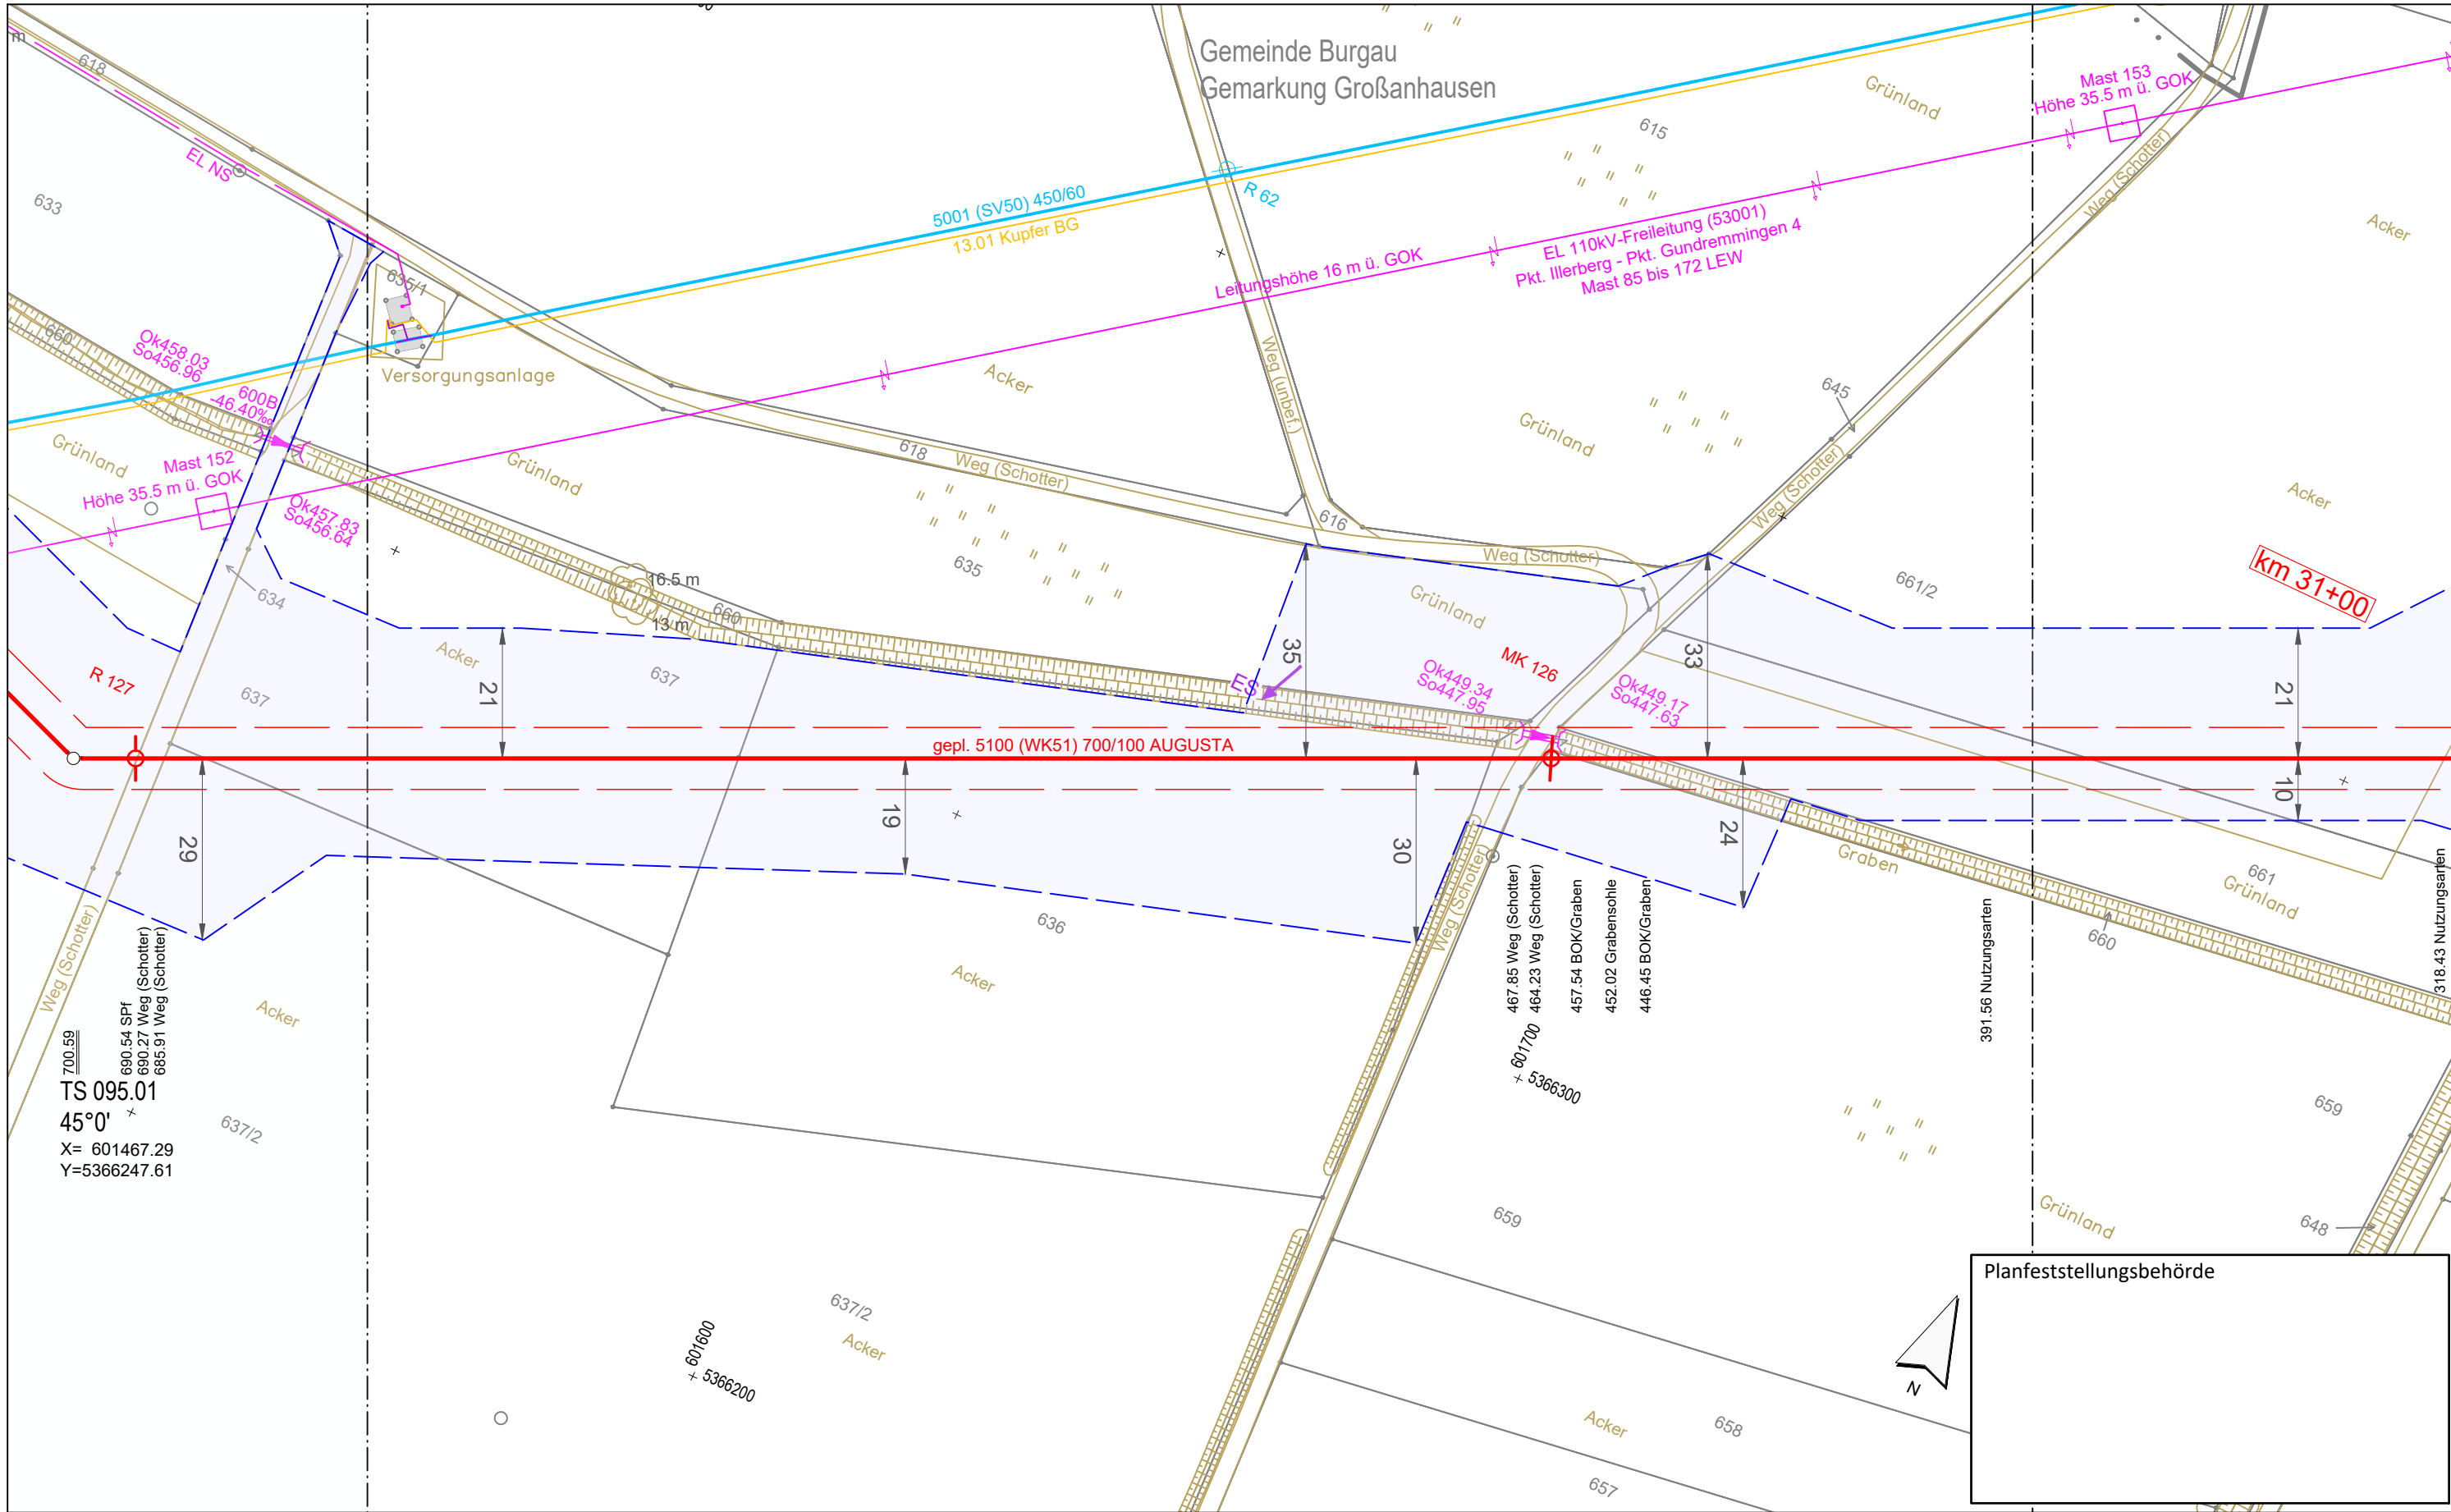 Gemeinde Burgau
Gemarkung Großanhausen
m
618
EL NS
633
5001 (SV50) 450/60
13.01 Kupfer BG
R 62
615
Grünland
Mast 153
Höhe 35.5 m ü. GOK
Weg (Schotter)
Acker
Leitungshöhe 16 m ü. GOK
EL 110kV-Freileitung (53001)
Pkt. Illerberg - Pkt. Gundremmingen 4
Mast 85 bis 172 LEW
635/1
Versorgungsanlage
660
Ok458.03
So456.96
600B
-46.40‰
Grünland
Mast 152
Höhe 35.5 m ü. GOK
Ok457.83
So456.64
Grünland
Acker
Weg (unbef.)
618
Weg (Schotter)
616
Weg (Schotter)
Grünland
645
Weg (Schotter)
Acker
km 31+00
661/2
634
16.5 m
13 m
660
635
Grünland
Acker
637
637
R 127
21
35
ES
MK 126
Ok449.34
So447.95
33
Ok449.17
So447.63
21
gepl. 5100 (WK51) 700/100 AUGUSTA
29
19
30
24
10
Graben
661
Grünland
660
636
Acker
Weg (Schotter)
Weg (Schotter)
467.85 Weg (Schotter)
464.23 Weg (Schotter)
457.54 BOK/Graben
452.02 Grabensohle
446.45 BOK/Graben
391.56 Nutzungsarten
318.43 Nutzungsarten
700.59
690.54 SPf
690.27 Weg (Schotter)
685.91 Weg (Schotter)
TS 095.01
45°0'
X= 601467.29
Y=5366247.61
Acker
637/2
601700
5366300
659
659
648
Grünland
637/2
Acker
601600
5366200
Acker
658
657
N
Planfeststellungsbehörde